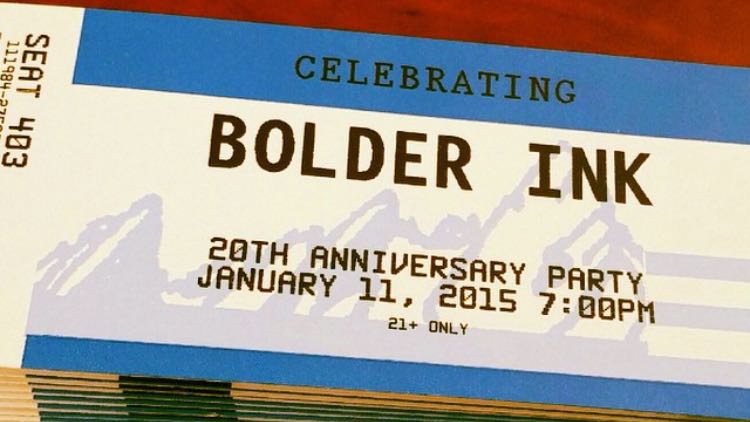 CELEBRATING
BOLDER INK
20TH ANNIVERSARY PARTY
JANUARY 11, 2015 7:00PM
21+ ONLY
SEAT 403